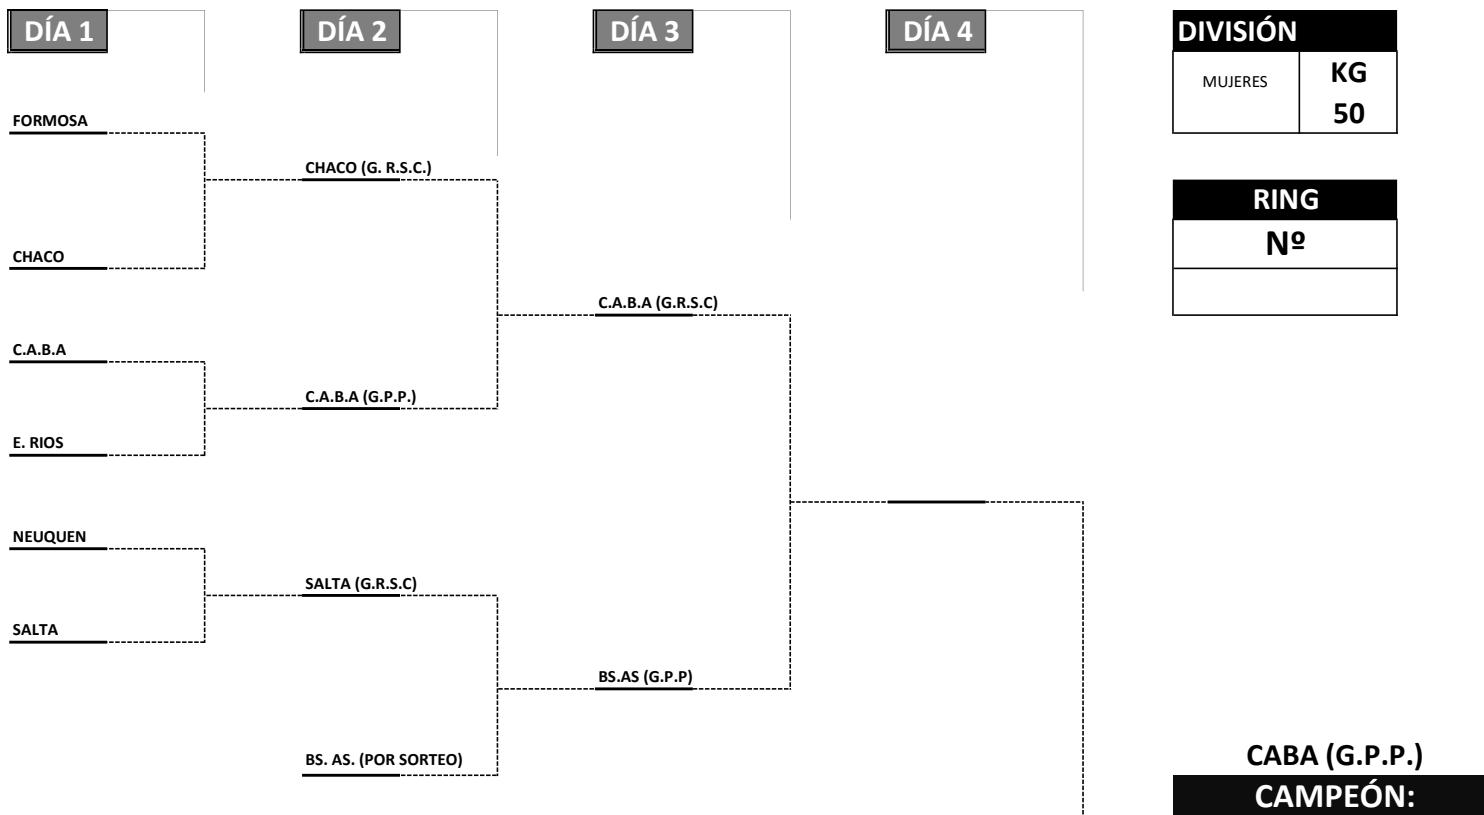 DÍA 1 DÍA 2 DÍA 3 DÍA 4 DIVISIÓN
MUJERES KG
50
FORMOSA
CHACO (G. R.S.C.)
RING
Nº
CHACO
C.A.B.A (G.R.S.C)
C.A.B.A
C.A.B.A (G.P.P.)
E. RIOS
NEUQUEN
SALTA (G.R.S.C)
SALTA
BS.AS (G.P.P)
BS. AS. (POR SORTEO)
CABA (G.P.P.)
CAMPEÓN: